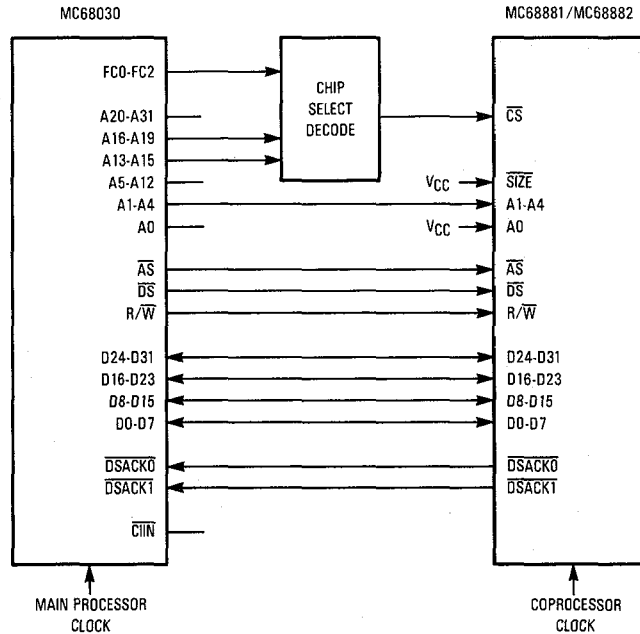 MC68030
MC68881/MC68882
FC0-FC2
A20-A31
A16-A19
A13-A15
A5-A12
A1-A4
A0
AS
DS
R/W
D24-D31
D16-D23
D8-D15
D0-D7
DSACK0
DSACK1
CIIN
CHIP
SELECT
DECODE
VCC
VCC
CS
SIZE
A1-A4
A0
AS
DS
R/W
D24-D31
D16-D23
D8-D15
D0-D7
DSACK0
DSACK1
MAIN PROCESSOR
CLOCK
COPROCESSOR
CLOCK